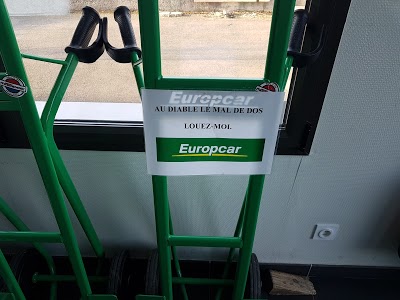 Europcar
AU DIABLE LE MAL DE DOS
LOUEZ-MOI.
Europcar